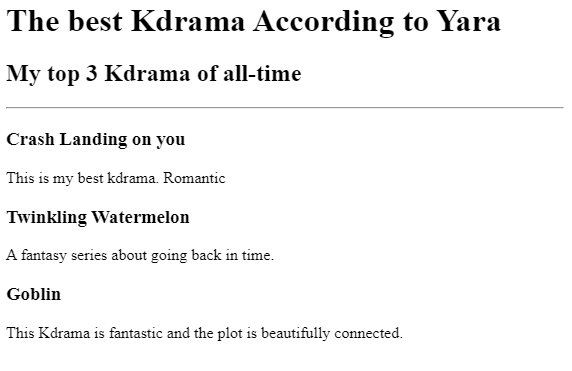 The best Kdrama According to Yara
My top 3 Kdrama of all-time
Crash Landing on you
This is my best kdrama. Romantic
Twinkling Watermelon
A fantasy series about going back in time.
Goblin
This Kdrama is fantastic and the plot is beautifully connected.